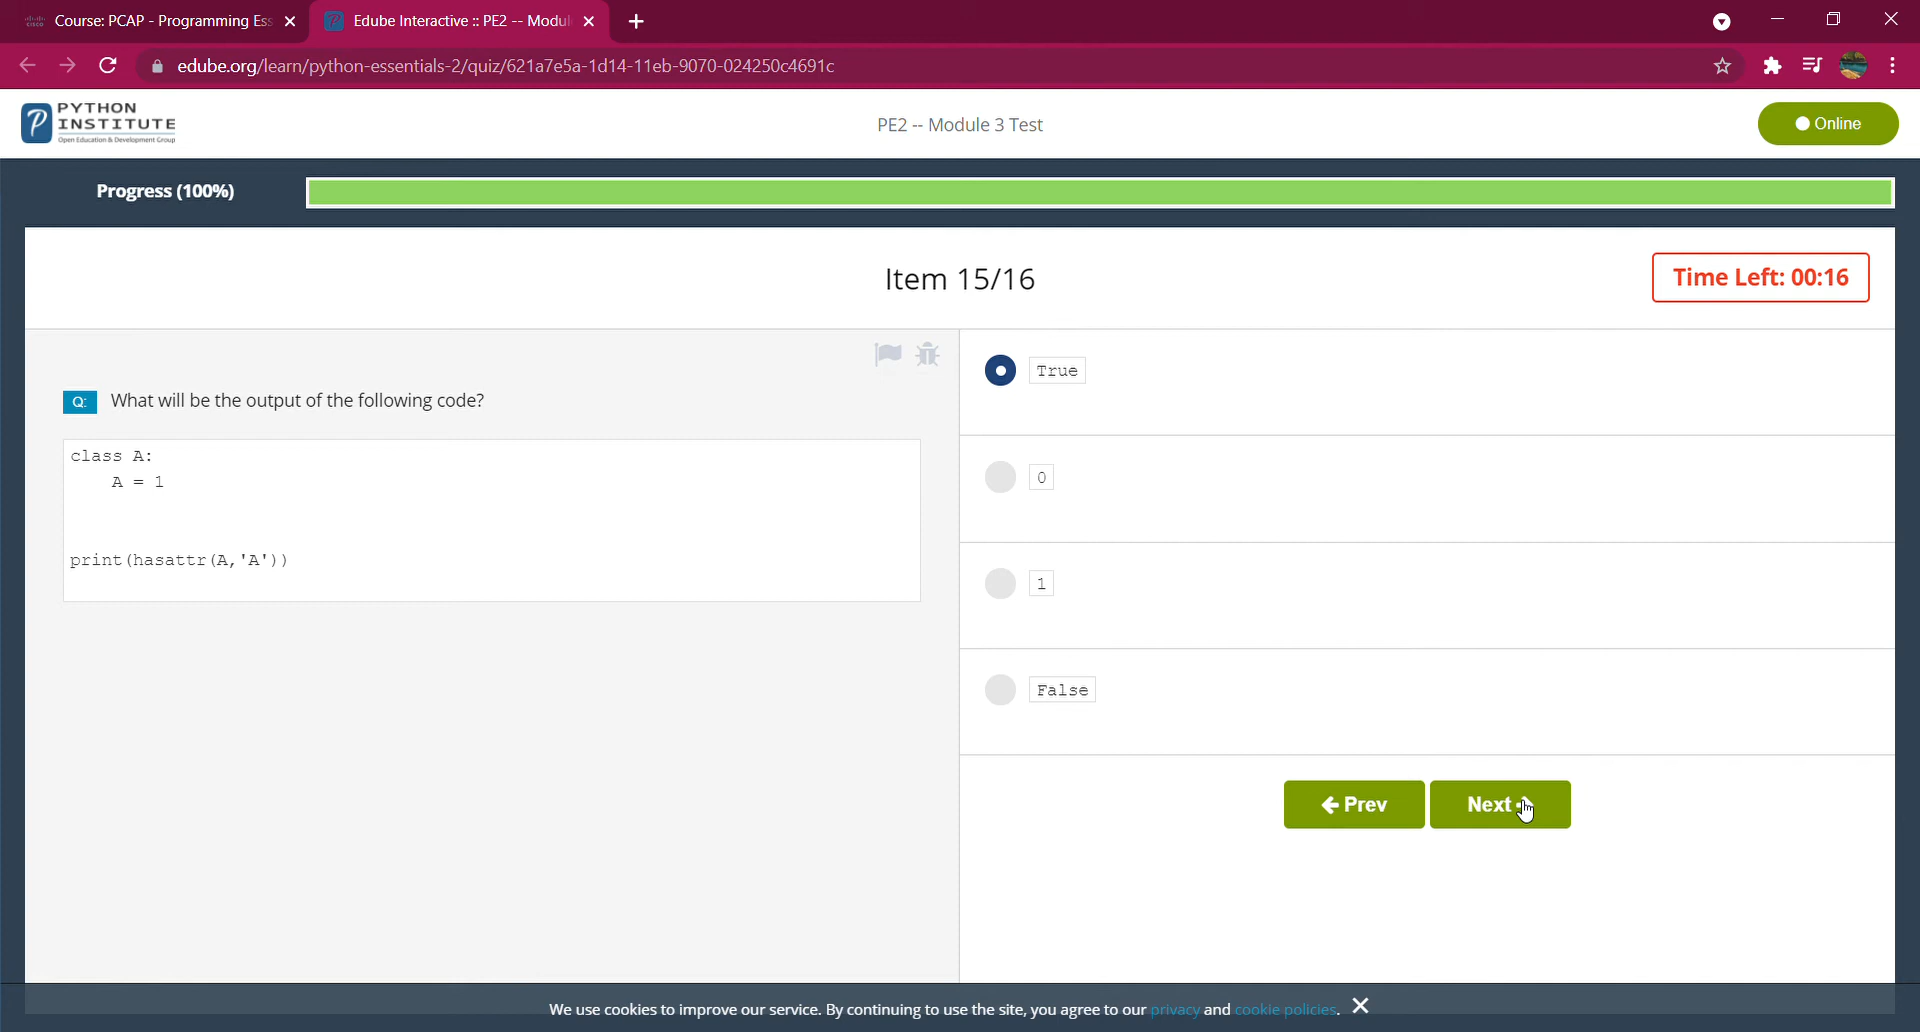 Course: PCAP - Programming Ess
Edube Interactive :: PE2 -- Modul
edube.org/learn/python-essentials-2/quiz/621a7e5a-1d14-11eb-9070-024250c4691c
PYTHON
INSTITUTE
Open Education & Development Group
PE2 -- Module 3 Test
Online
Progress (100%)
Item 15/16
Time Left: 00:16
Q: What will be the output of the following code?
class A:
    A = 1
print(hasattr(A,'A'))
True
0
1
False
Prev
Next
We use cookies to improve our service. By continuing to use the site, you agree to our privacy and cookie policies.